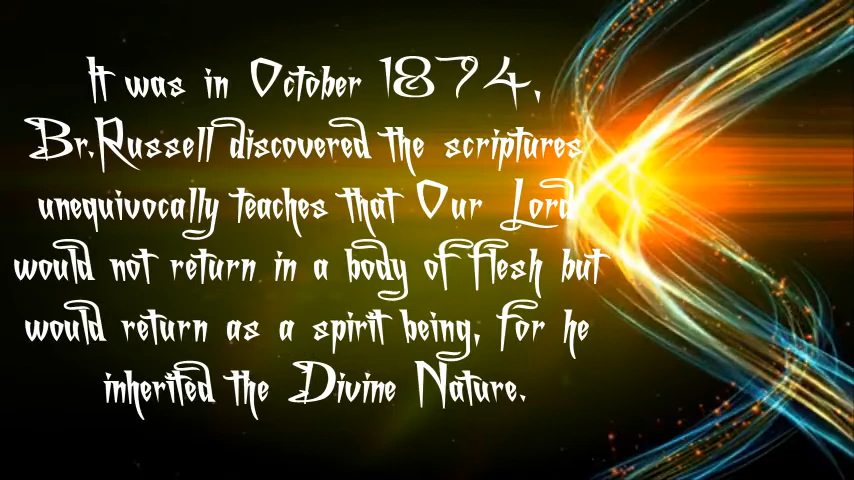 It was in October 1874,
Br.Russell discovered the scriptures
unequivocally teaches that Our Lord
would not return in a body of flesh but
would return as a spirit being, for he
inherited the Divine Nature.